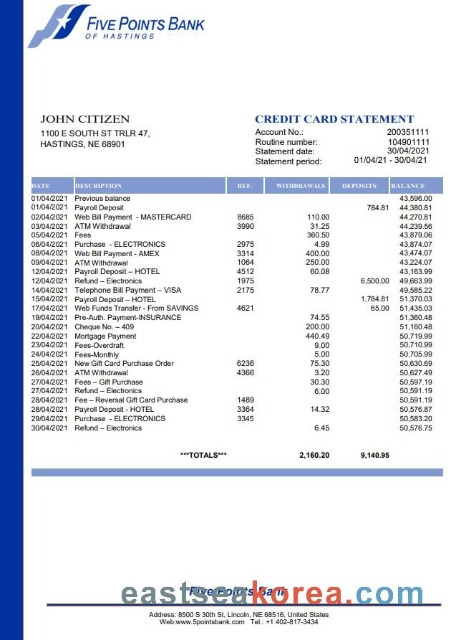 FIVE POINTS BANK
OF HASTINGS
JOHN CITIZEN
1100 E SOUTH ST TRLR 47,
HASTINGS, NE 68901
CREDIT CARD STATEMENT
Account No.: 200351111
Routine number: 104901111
Statement date: 30/04/2021
Statement period: 01/04/21 - 30/04/21
DATE DESCRIPTION REF. WITHDRAWALS DEPOSITS BALANCE
01/04/2021 Previous balance 43,596.00
01/04/2021 Payroll Deposit 784.81 44,380.81
02/04/2021 Web Bill Payment - MASTERCARD 8685 110.00 44,270.81
03/04/2021 ATM Withdrawal 3990 31.25 44,239.56
05/04/2021 Fees 360.50 43,879.06
06/04/2021 Purchase - ELECTRONICS 2975 4.99 43,874.07
08/04/2021 Web Bill Payment - AMEX 3314 400.00 43,474.07
09/04/2021 ATM Withdrawal 1064 250.00 43,224.07
12/04/2021 Payroll Deposit – HOTEL 4512 60.08 43,163.99
12/04/2021 Refund – Electronics 1975 6,500.00 49,663.99
14/04/2021 Telephone Bill Payment – VISA 2175 78.77 49,585.22
15/04/2021 Payroll Deposit – HOTEL 1,784.81 51,370.03
17/04/2021 Web Funds Transfer - From SAVINGS 4621 65.00 51,435.03
19/04/2021 Pre-Auth. Payment-INSURANCE 74.55 51,360.48
20/04/2021 Cheque No. – 409 200.00 51,160.48
22/04/2021 Mortgage Payment 440.49 50,719.99
23/04/2021 Fees-Overdraft 9.00 50,710.99
24/04/2021 Fees-Monthly 5.00 50,705.99
25/04/2021 New Gift Card Purchase Order 6236 75.30 50,630.69
26/04/2021 ATM Withdrawal 4366 3.20 50,627.49
27/04/2021 Fees – Gift Purchase 30.30 50,597.19
27/04/2021 Refund - Electronics 6.00 50,591.19
28/04/2021 Fee – Reversal Gift Card Purchase 1489 50,591.19
28/04/2021 Payroll Deposit - HOTEL 3364 14.32 50,576.87
29/04/2021 Purchase - ELECTRONICS 3345 50,583.20
30/04/2021 Refund – Electronics 6.45 50,576.75
***TOTALS*** 2,160.20 9,140.95
Five Points Bank
eastseakorea.com
Address: 8500 S 30th St, Lincoln, NE 68516, United States
Web:www.5pointsbank.com Tel.: +1 402-817-3434